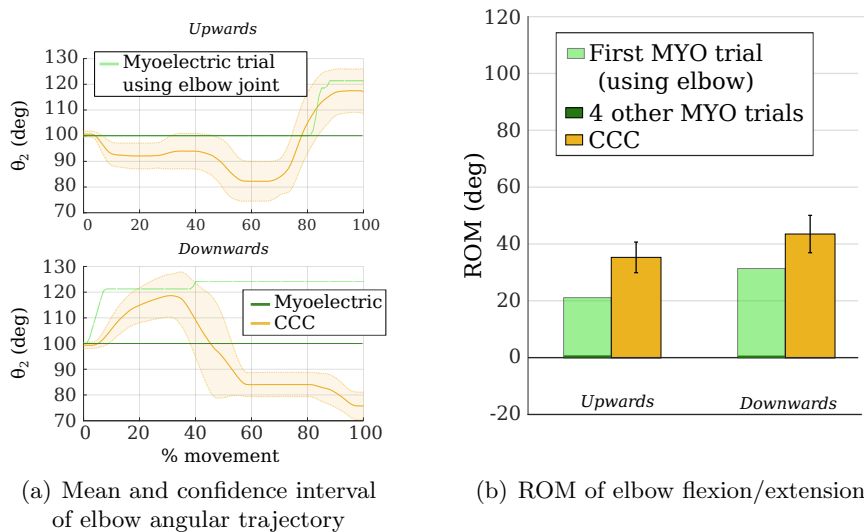 Upwards
130
120
110
100
90
80
70
θ₂ (deg)
Myoelectric trial
using elbow joint
0 20 40 60 80 100
Downwards
130
120
110
100
90
80
70
θ₂ (deg)
Myoelectric
CCC
0 20 40 60 80 100
% movement
(a) Mean and confidence interval
of elbow angular trajectory
120
100
80
60
40
20
0
-20
ROM (deg)
First MYO trial
(using elbow)
4 other MYO trials
CCC
Upwards Downwards
(b) ROM of elbow flexion/extension